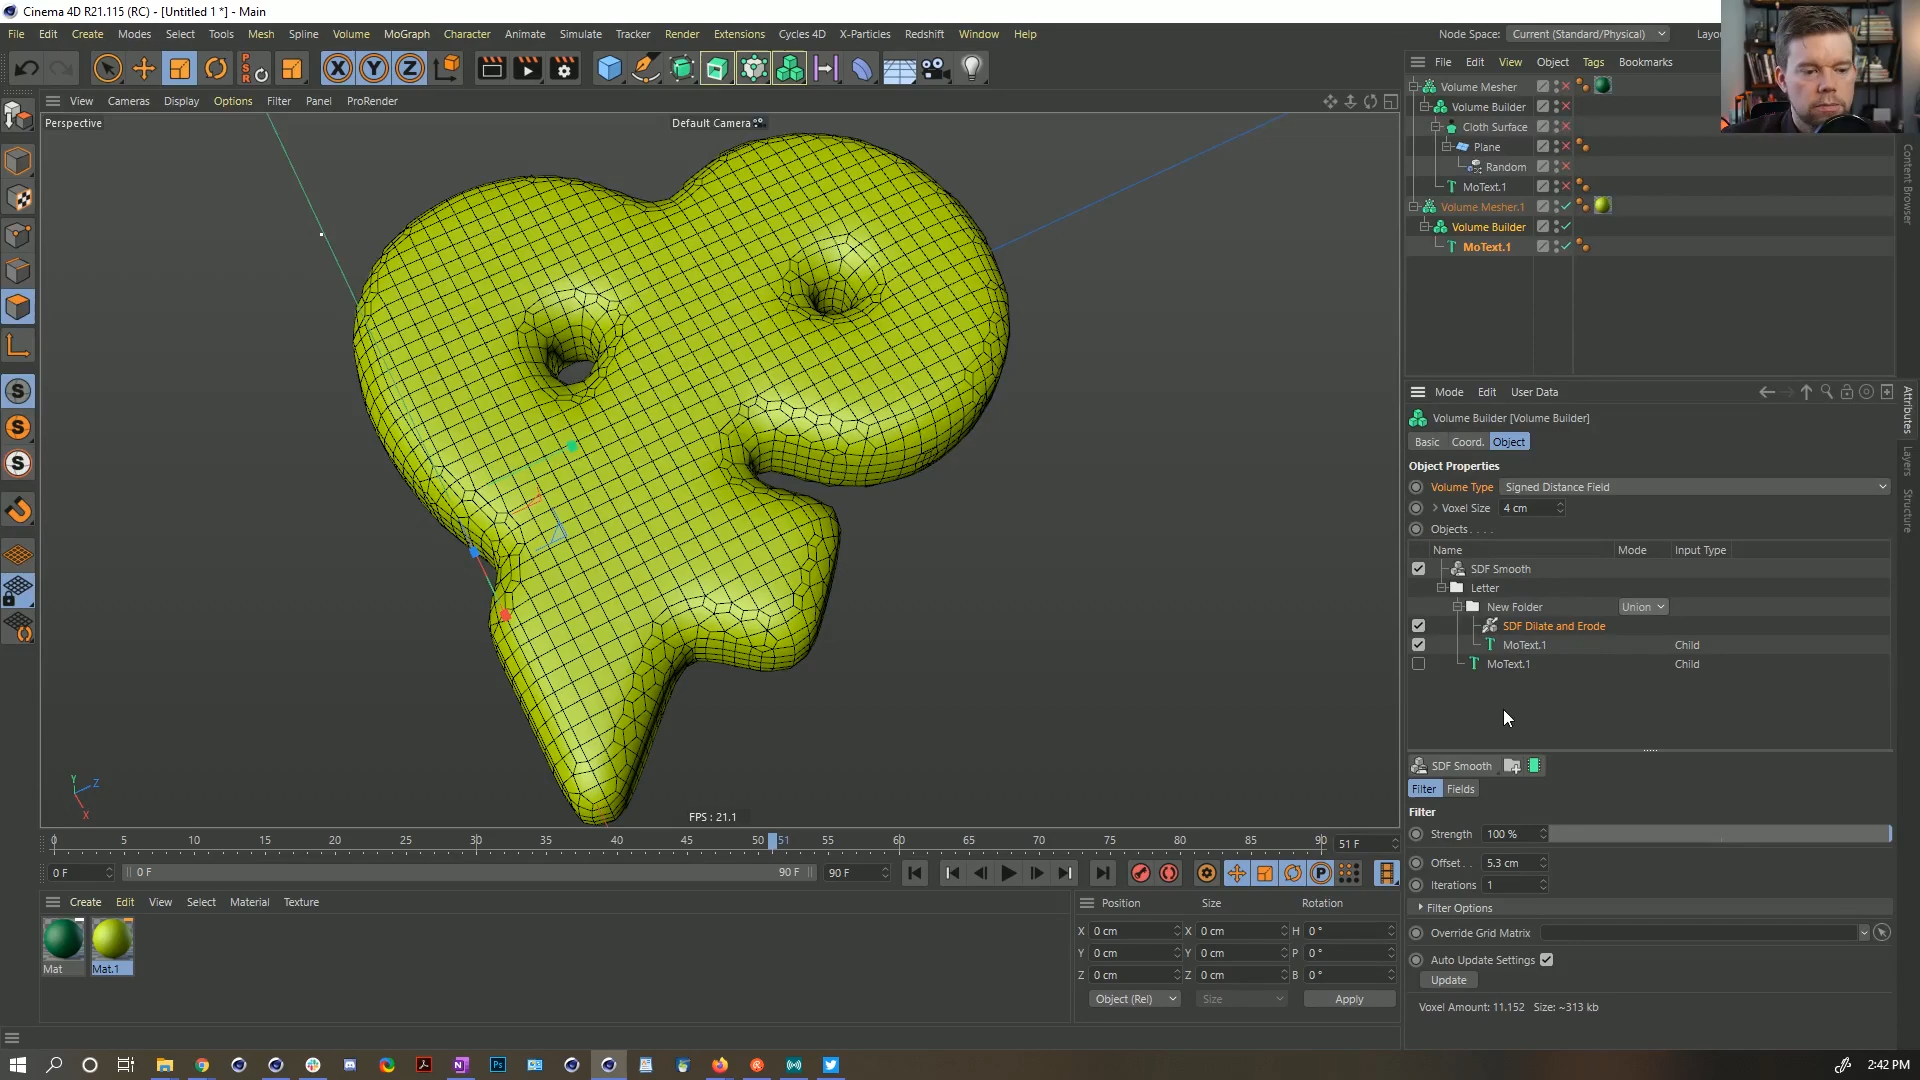 Cinema 4D R21.115 (RC) - [Untitled 1 *] - Main
File Edit Create Modes Select Tools Mesh Spline Volume MoGraph Character Animate Simulate Tracker Render Extensions Cycles 4D X-Particles Redshift Window Help
Node Space: Current (Standard/Physical)
PSR X Y Z
File Edit View Object Tags Bookmarks
View Cameras Display Options Filter Panel ProRender
Perspective
Default Camera
Volume Mesher
Volume Builder
Cloth Surface
Plane
Random
MoText.1
Volume Mesher.1
Volume Builder
MoText.1
Content Browser
Mode Edit User Data
Attributes
Layers
Structure
Volume Builder [Volume Builder]
Basic Coord. Object
Object Properties
Volume Type Signed Distance Field
Voxel Size 4 cm
Objects . . . .
Name Mode Input Type
SDF Smooth
Letter
New Folder Union
SDF Dilate and Erode
MoText.1 Child
MoText.1 Child
SDF Smooth
Filter Fields
Filter
Strength 100 %
Offset . . 5.3 cm
Iterations 1
Filter Options
Override Grid Matrix
Auto Update Settings
Update
Voxel Amount: 11.152 Size: ~313 kb
Y Z X
FPS : 21.1
0 5 10 15 20 25 30 35 40 45 50 51 55 60 65 70 75 80 85 90 51 F
0 F 0 F 90 F 90 F
Create Edit View Select Material Texture
Mat
Mat.1
Position Size Rotation
X 0 cm X 0 cm H 0 °
Y 0 cm Y 0 cm P 0 °
Z 0 cm Z 0 cm B 0 °
Object (Rel) Size Apply
2:42 PM